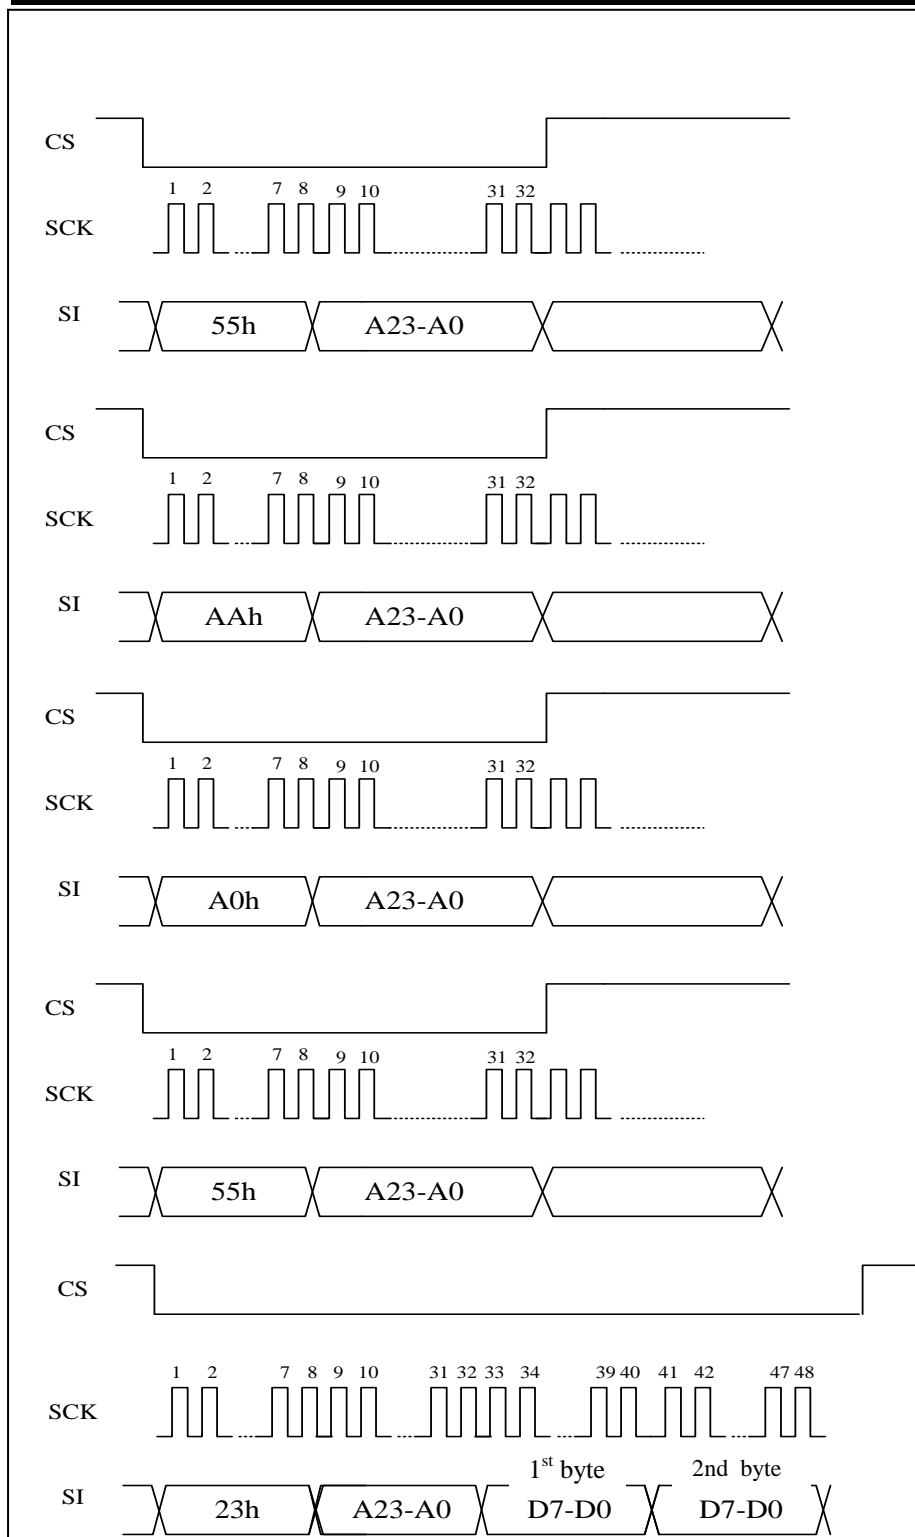 CS
1 2 7 8 9 10 31 32
SCK
SI 55h A23-A0
CS
1 2 7 8 9 10 31 32
SCK
SI AAh A23-A0
CS
1 2 7 8 9 10 31 32
SCK
SI A0h A23-A0
CS
1 2 7 8 9 10 31 32
SCK
SI 55h A23-A0
CS
1 2 7 8 9 10 31 32 33 34 39 40 41 42 47 48
SCK
1st byte 2nd byte
SI 23h A23-A0 D7-D0 D7-D0